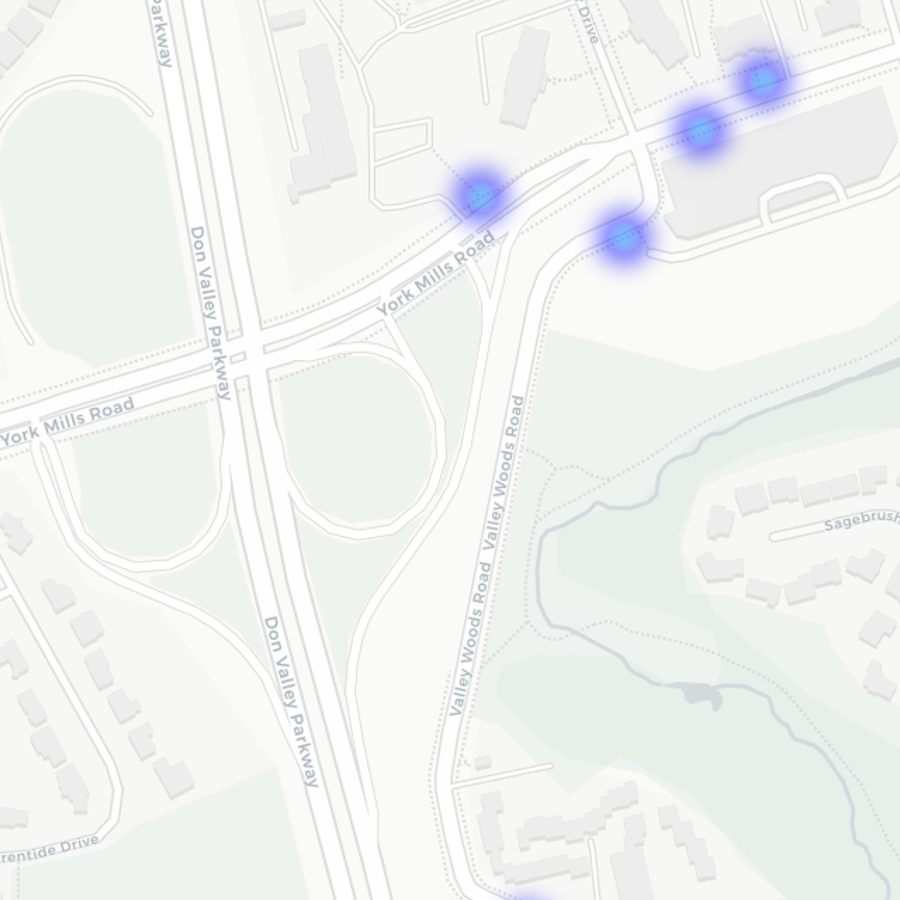 Parkway
Drive
Don Valley Parkway
York Mills Road
York Mills Road
Valley Woods Road
Valley Woods Road
Sagebrush
Don Valley Parkway
rentide Drive